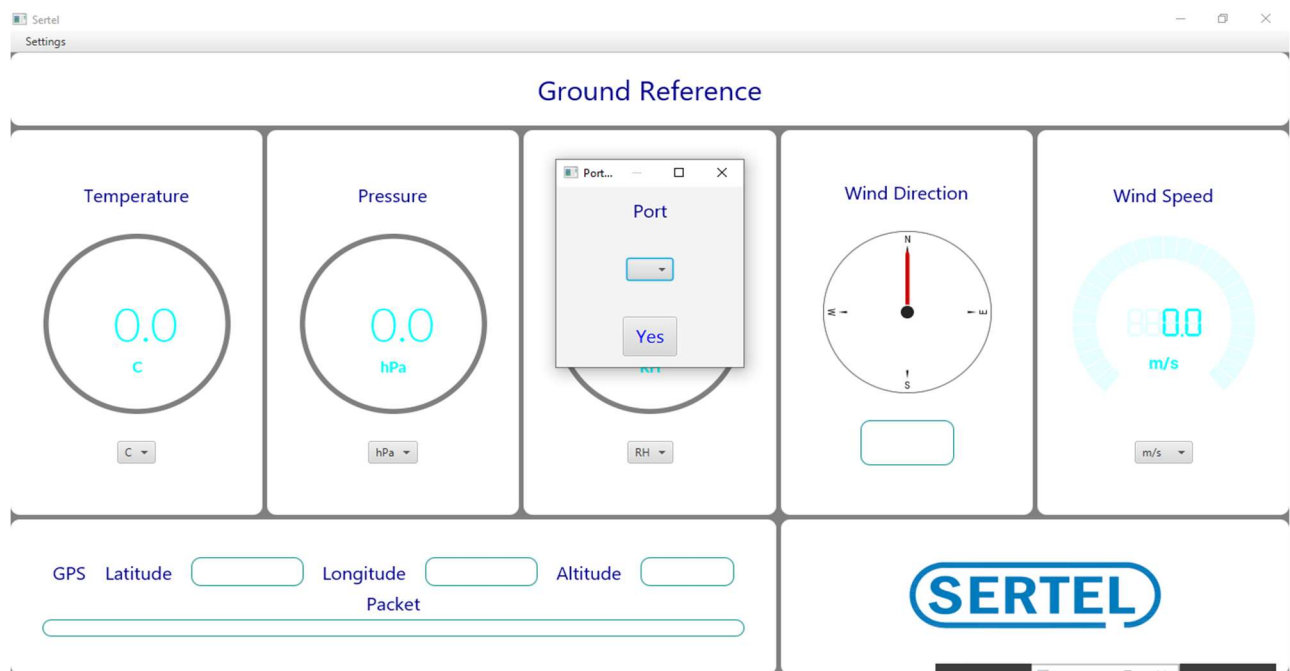 Sertel
Settings
Ground Reference
Temperature
0.0
C
C
Pressure
0.0
hPa
hPa
Port...
Port
Yes
RH
RH
Wind Direction
N
W
E
S
Wind Speed
0.0
m/s
m/s
GPS Latitude Longitude Altitude
Packet
SERTEL